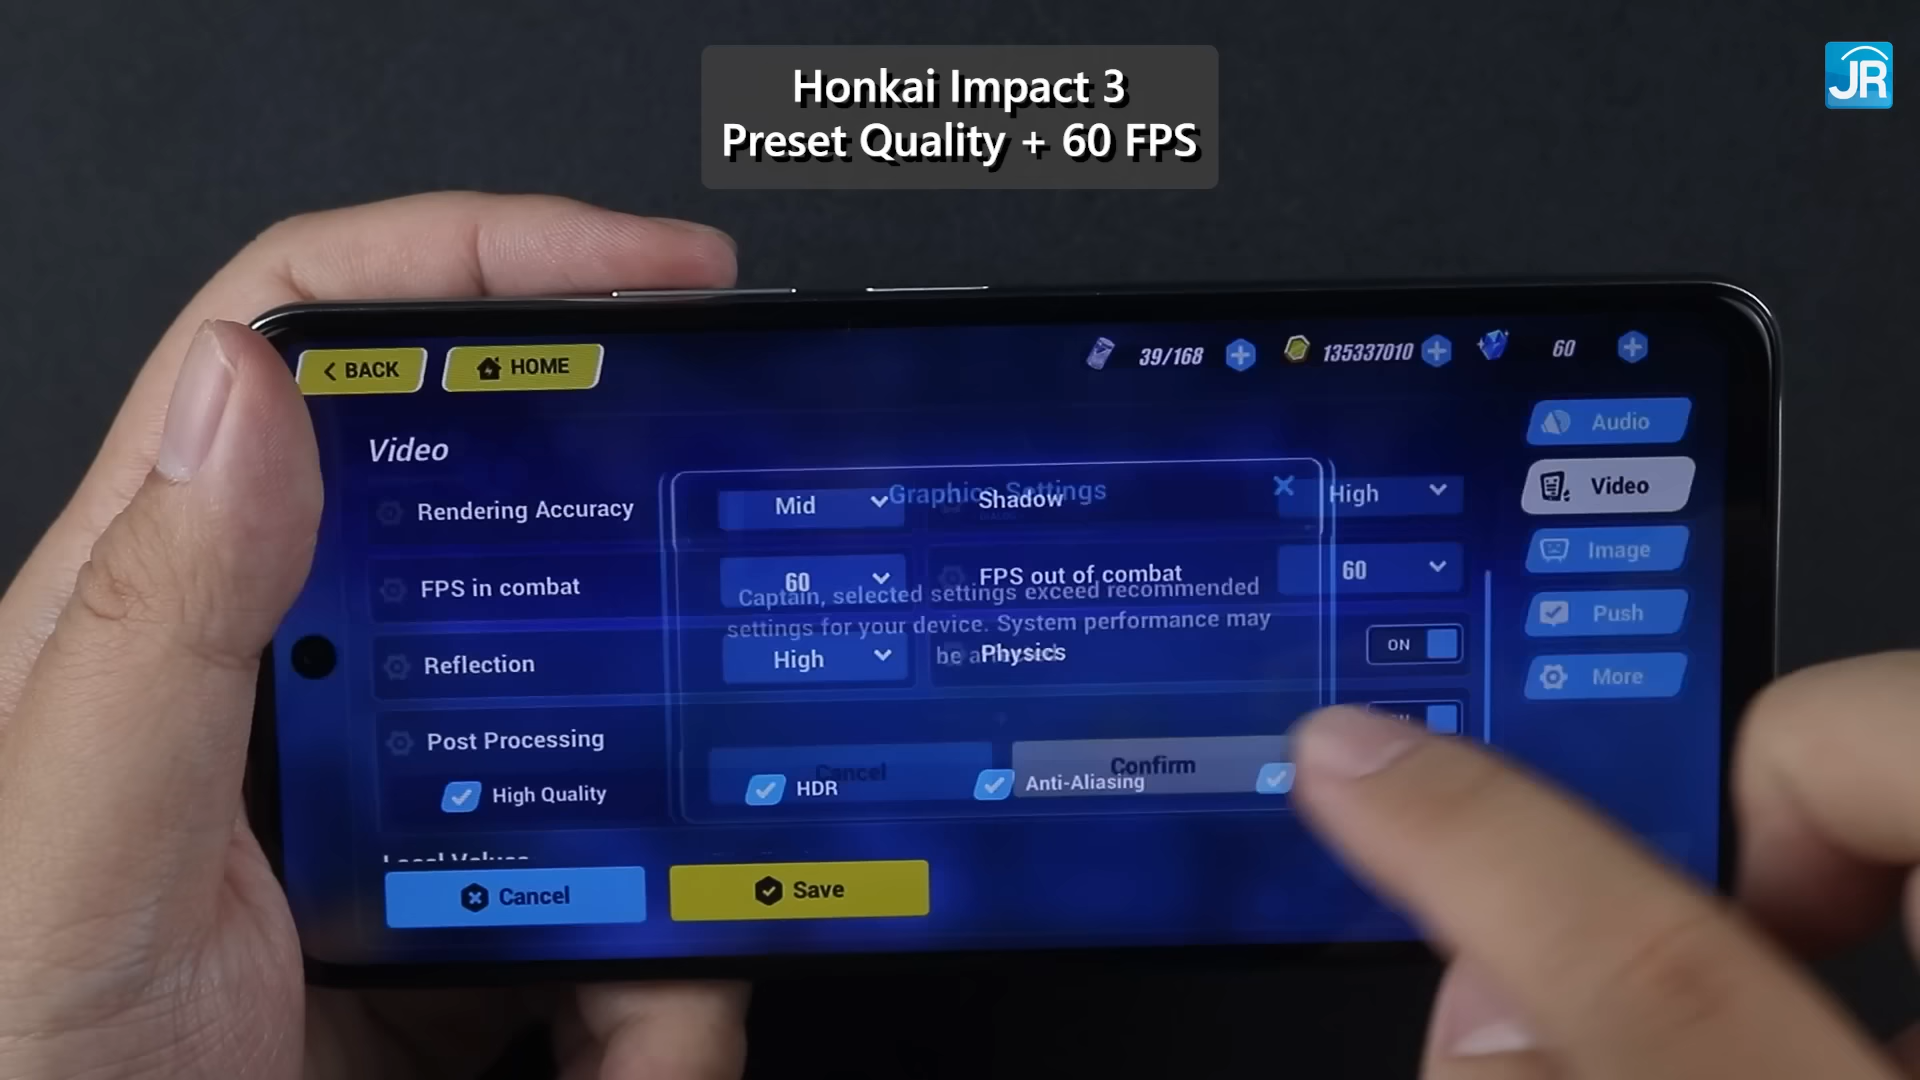 Honkai Impact 3
Preset Quality + 60 FPS
JR
BACK
HOME
39/168
135337010
60
Video
Audio
Video
Image
Push
More
Rendering Accuracy
Mid
Graphics Settings
Shadow
High
FPS in combat
60
FPS out of combat
60
Captain, selected settings exceed recommended
settings for your device. System performance may
be a
Reflection
High
Physics
ON
Post Processing
Cancel
Confirm
High Quality
HDR
Anti-Aliasing
Cancel
Save